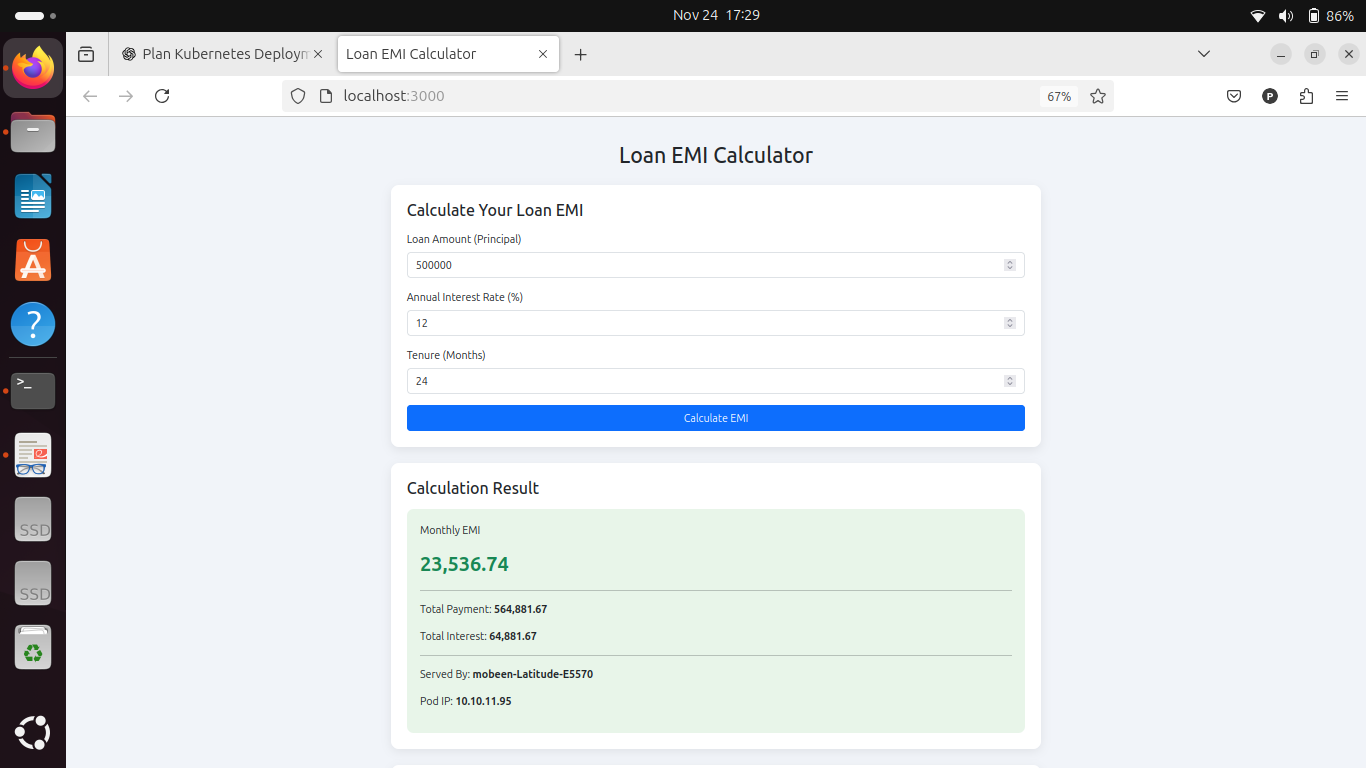 Nov 24 17:29
86%
Plan Kubernetes Deploym
Loan EMI Calculator
localhost:3000
67%
P
Loan EMI Calculator
Calculate Your Loan EMI
Loan Amount (Principal)
500000
Annual Interest Rate (%)
12
Tenure (Months)
24
Calculate EMI
Calculation Result
Monthly EMI
23,536.74
Total Payment: 564,881.67
Total Interest: 64,881.67
Served By: mobeen-Latitude-E5570
Pod IP: 10.10.11.95
>_
?
SSD
SSD